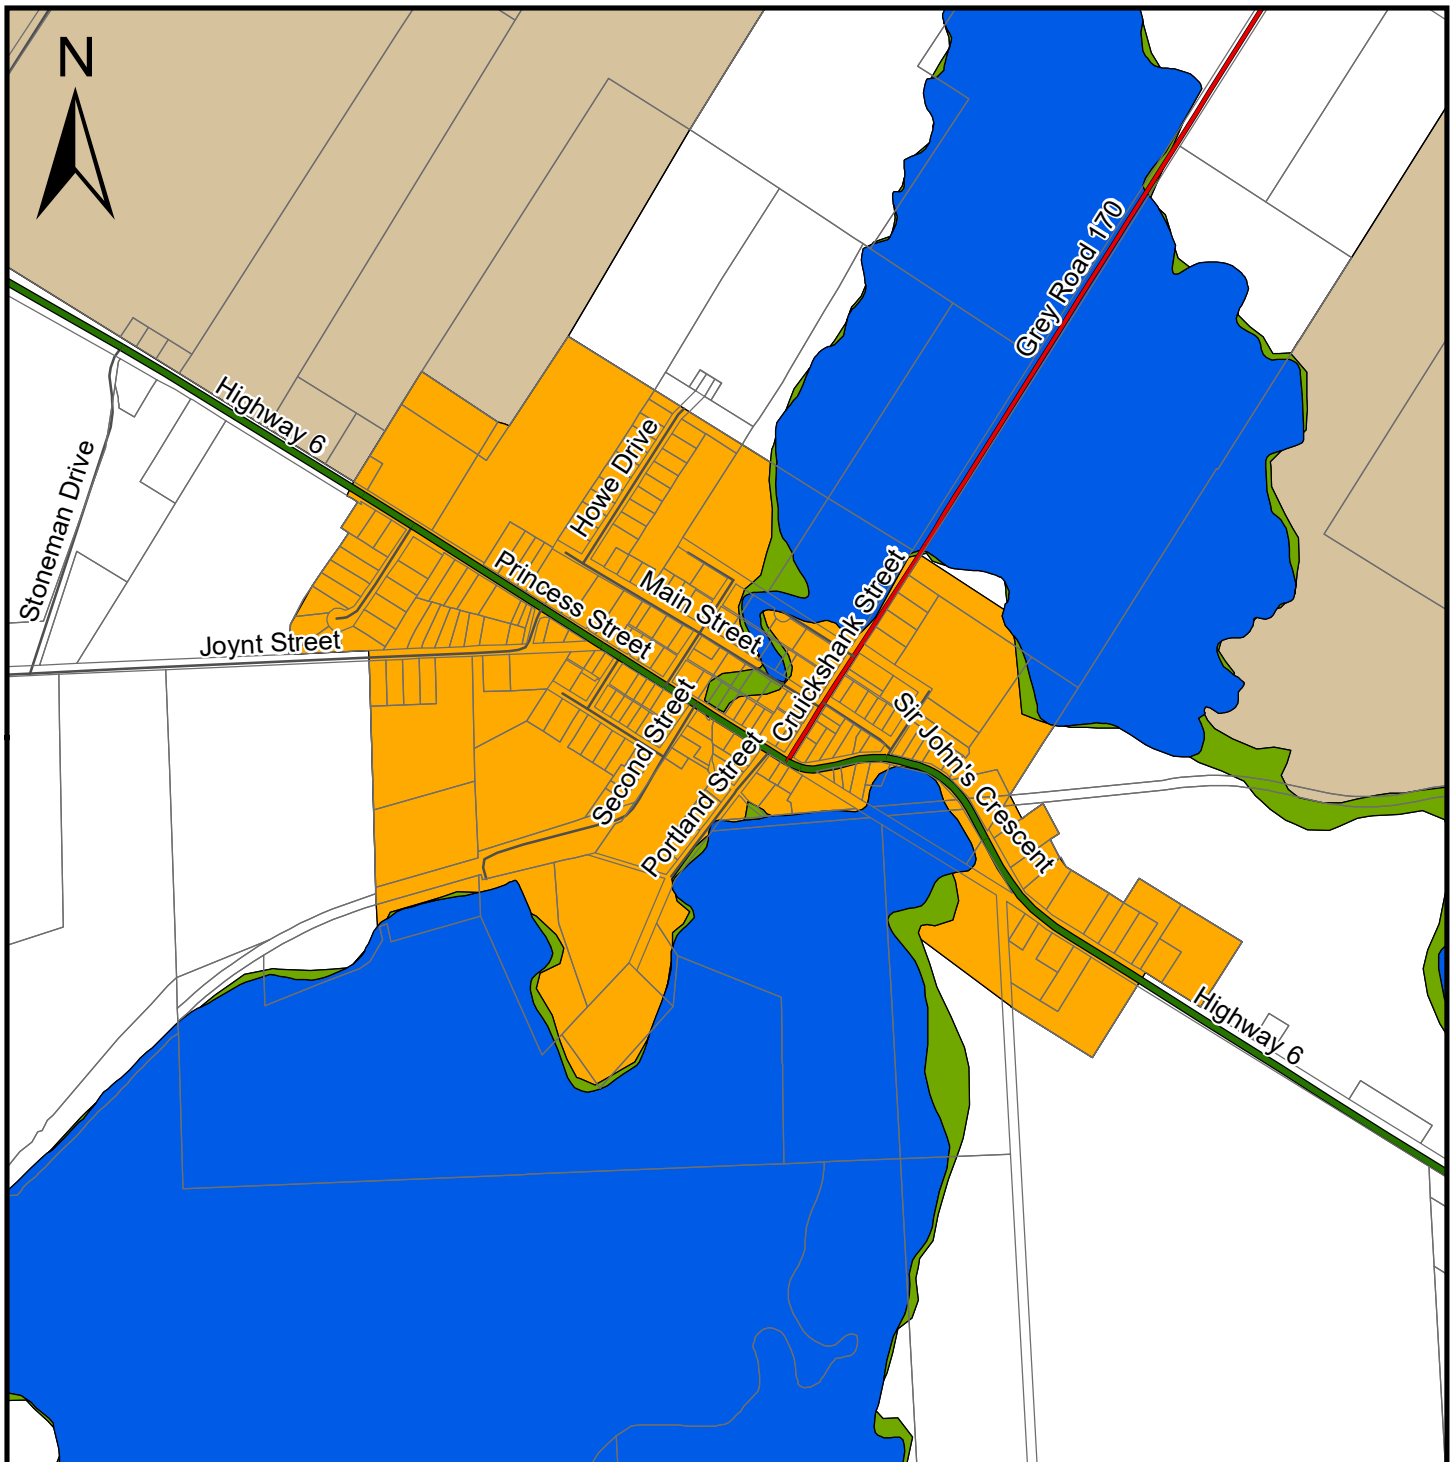 N
Grey Road 170
Highway 6
Howe Drive
Stoneman Drive
Princess Street
Main Street
Cruickshank Street
Joynt Street
Second Street
Sir John's Crescent
Portland Street
Highway 6